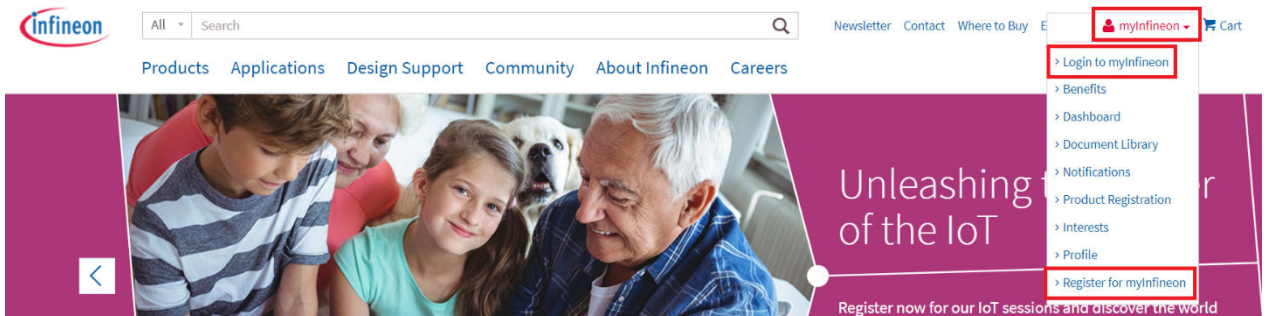 infineon
All Search
Newsletter Contact Where to Buy E myInfineon Cart
Products Applications Design Support Community About Infineon Careers
> Login to myInfineon
> Benefits
> Dashboard
> Document Library
> Notifications
> Product Registration
> Interests
> Profile
> Register for myInfineon
Unleashing t r
of the IoT
Register now for our IoT sessions and discover the world